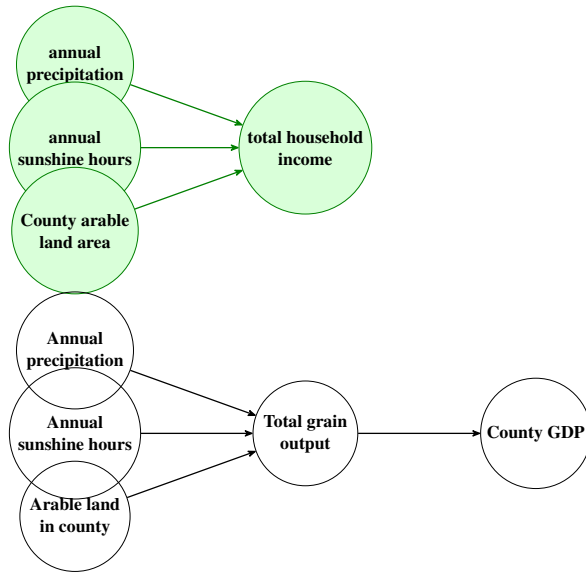 annual
precipitation
annual
sunshine hours
County arable
land area
total household
income
Annual
precipitation
Annual
sunshine hours
Arable land
in county
Total grain
output
County GDP